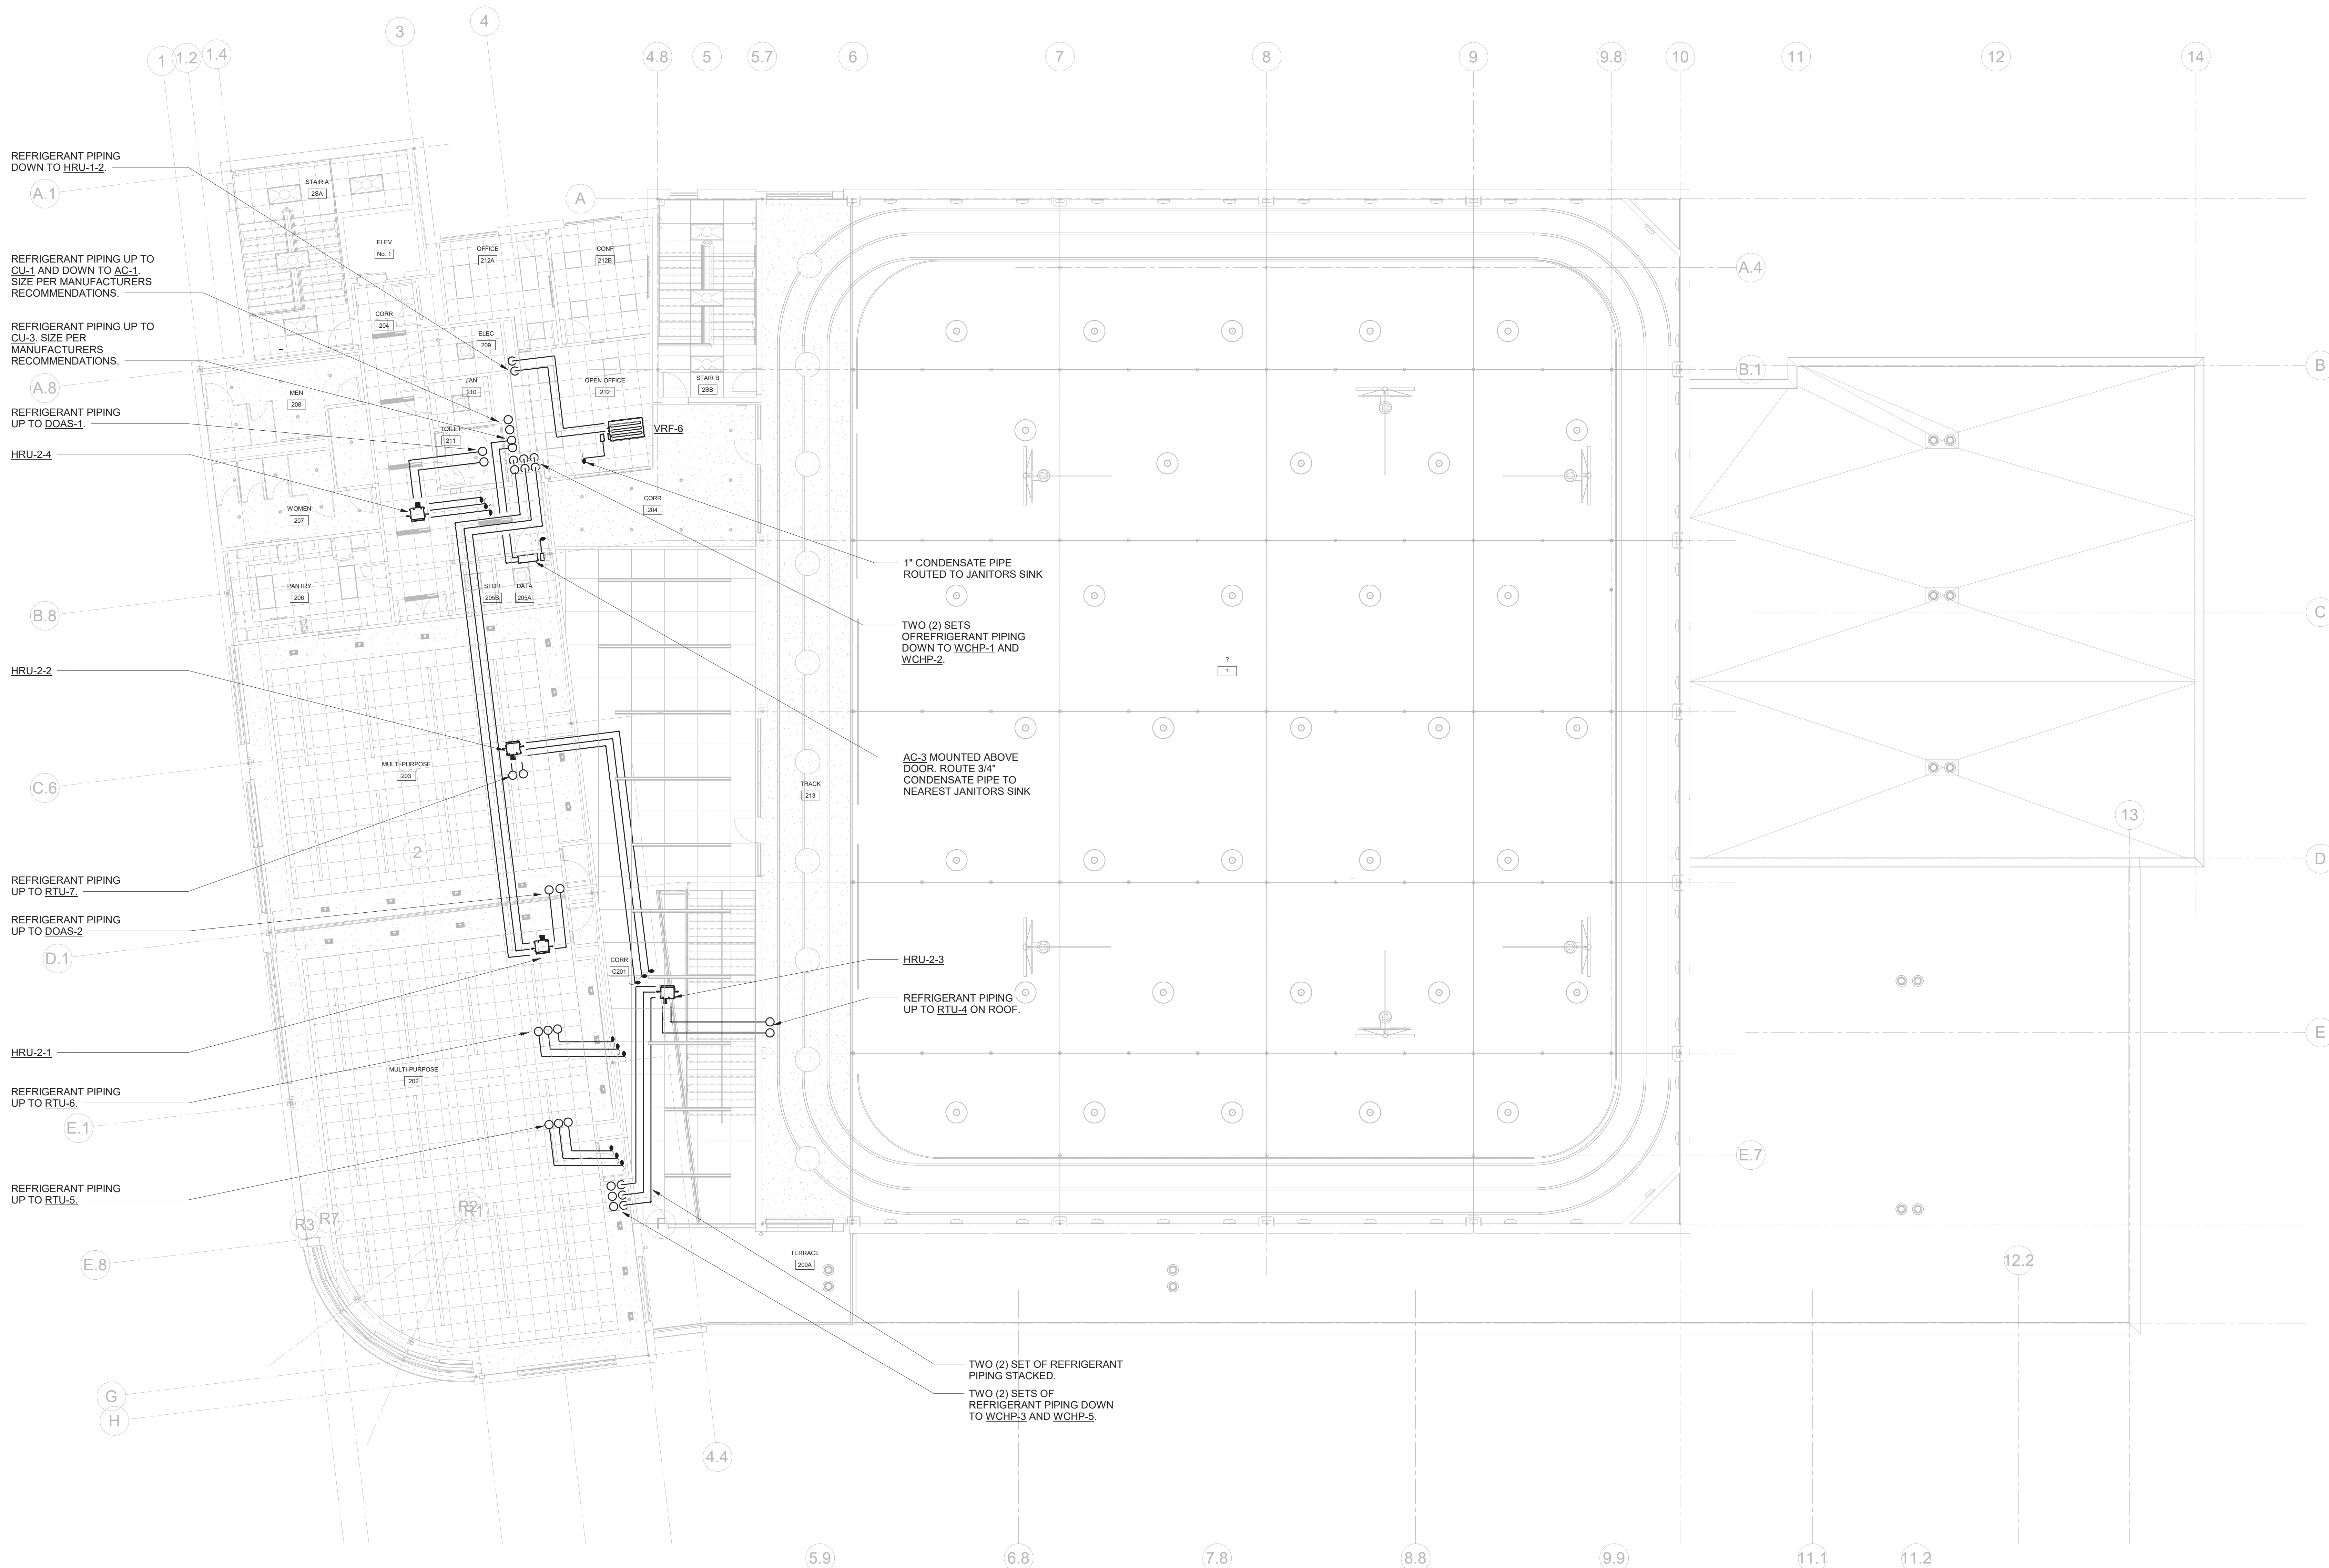 1
1.2
1.4
3
4
4.8
5
5.7
6
7
8
9
9.8
10
11
12
14
REFRIGERANT PIPING
DOWN TO HRU-1-2.
A.1
REFRIGERANT PIPING UP TO
CU-1 AND DOWN TO AC-1.
SIZE PER MANUFACTURERS
RECOMMENDATIONS.
REFRIGERANT PIPING UP TO
CU-3. SIZE PER
MANUFACTURERS
RECOMMENDATIONS.
A.8
REFRIGERANT PIPING
UP TO DOAS-1.
HRU-2-4
B.8
HRU-2-2
C.6
REFRIGERANT PIPING
UP TO RTU-7.
REFRIGERANT PIPING
UP TO DOAS-2
D.1
HRU-2-1
REFRIGERANT PIPING
UP TO RTU-6.
E.1
REFRIGERANT PIPING
UP TO RTU-5.
E.8
G
H
STAIR A
2SA
ELEV
No. 1
OFFICE
212A
CONF
212B
A
CORR
204
ELEC
209
JAN
210
OPEN OFFICE
212
STAIR B
2SB
MEN
208
TOILET
211
VRF-6
WOMEN
207
CORR
204
PANTRY
206
STOR
205B
DATA
205A
MULTI-PURPOSE
203
2
CORR
C201
MULTI-PURPOSE
202
R3
R7
R2
R1
F
TRACK
213
TERRACE
200A
1" CONDENSATE PIPE
ROUTED TO JANITORS SINK
TWO (2) SETS
OFREFRIGERANT PIPING
DOWN TO WCHP-1 AND
WCHP-2.
?
?
AC-3 MOUNTED ABOVE
DOOR. ROUTE 3/4"
CONDENSATE PIPE TO
NEAREST JANITORS SINK
HRU-2-3
REFRIGERANT PIPING
UP TO RTU-4 ON ROOF.
TWO (2) SET OF REFRIGERANT
PIPING STACKED.
TWO (2) SETS OF
REFRIGERANT PIPING DOWN
TO WCHP-3 AND WCHP-5.
A.4
B.1
E.7
B
C
D
E
13
12.2
4.4
5.9
6.8
7.8
8.8
9.9
11.1
11.2